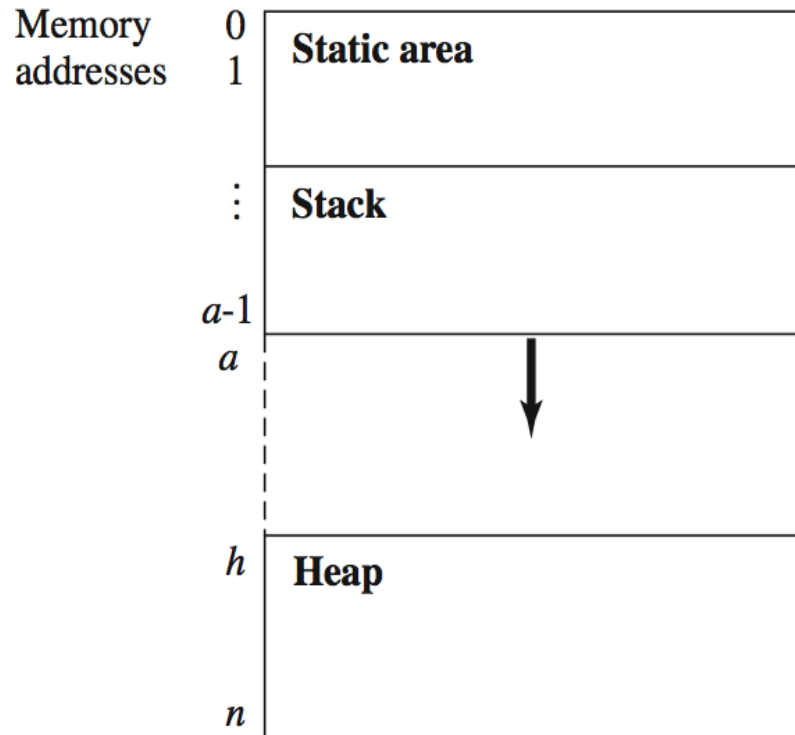 Memory
addresses
0
1
Static area
⋮
Stack
a-1
a
h
Heap
n